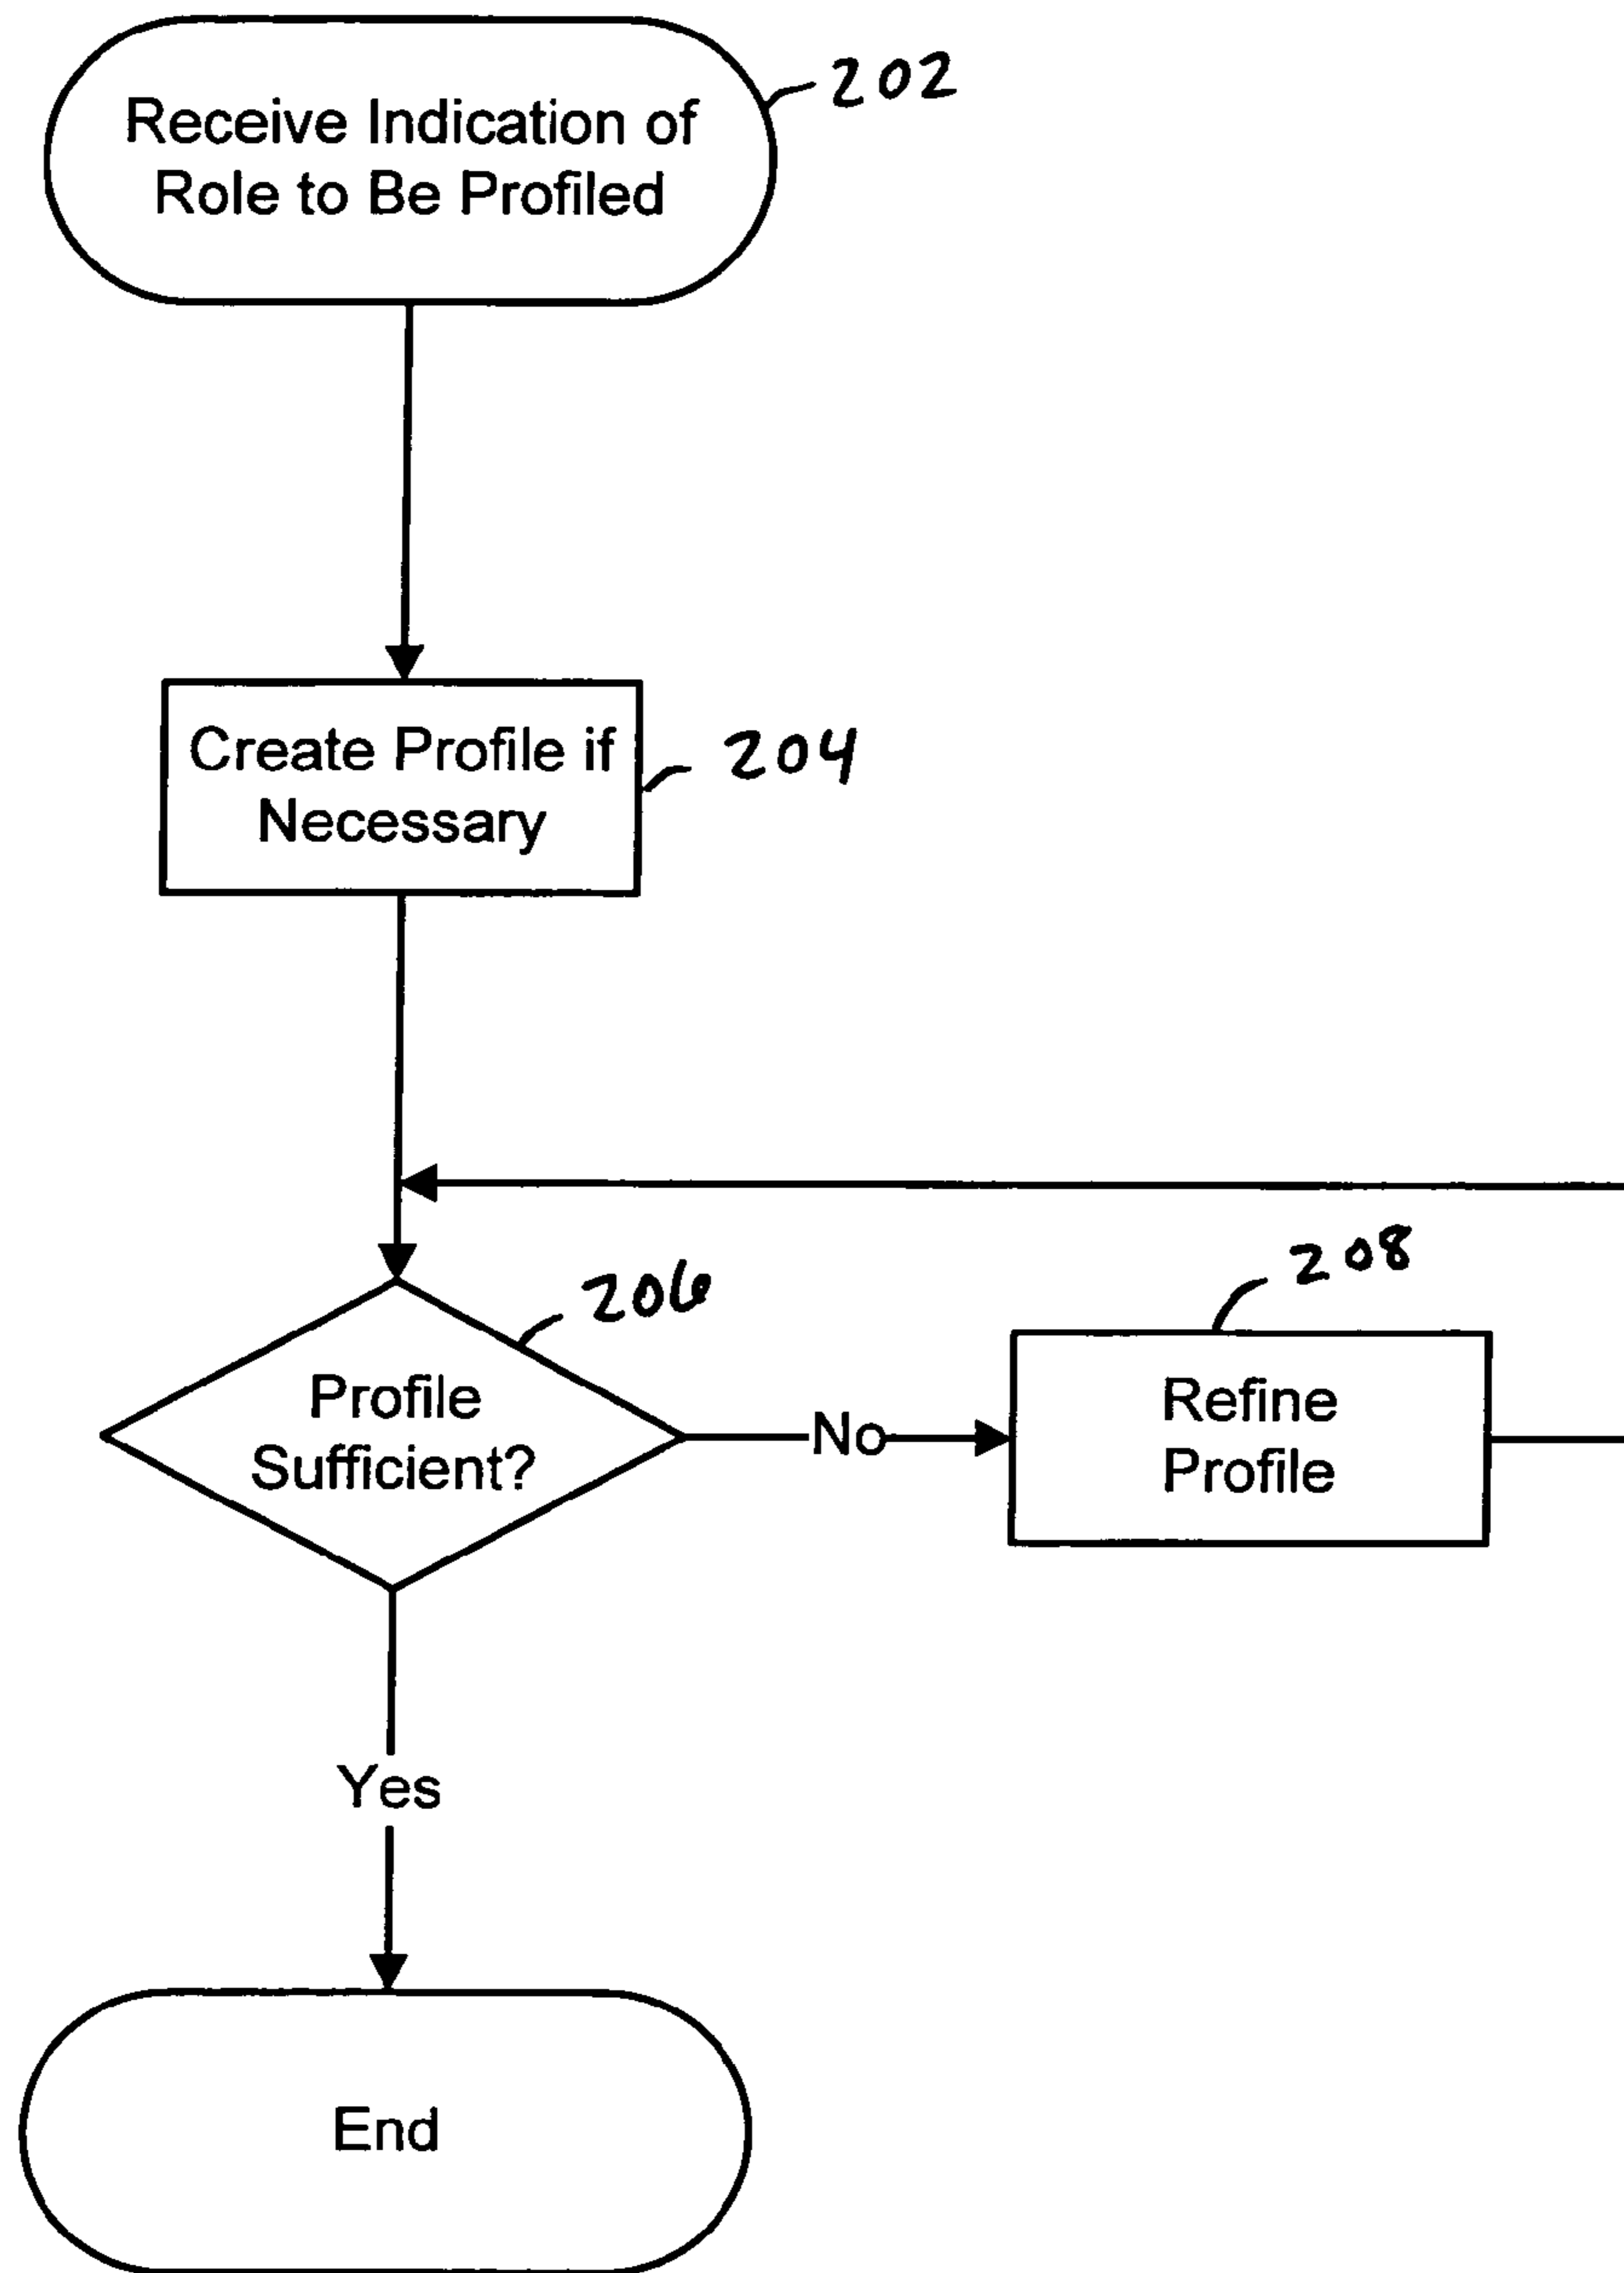 Receive Indication of
Role to Be Profiled
202
Create Profile if
Necessary
204
206
Profile
Sufficient?
No
208
Refine
Profile
Yes
End